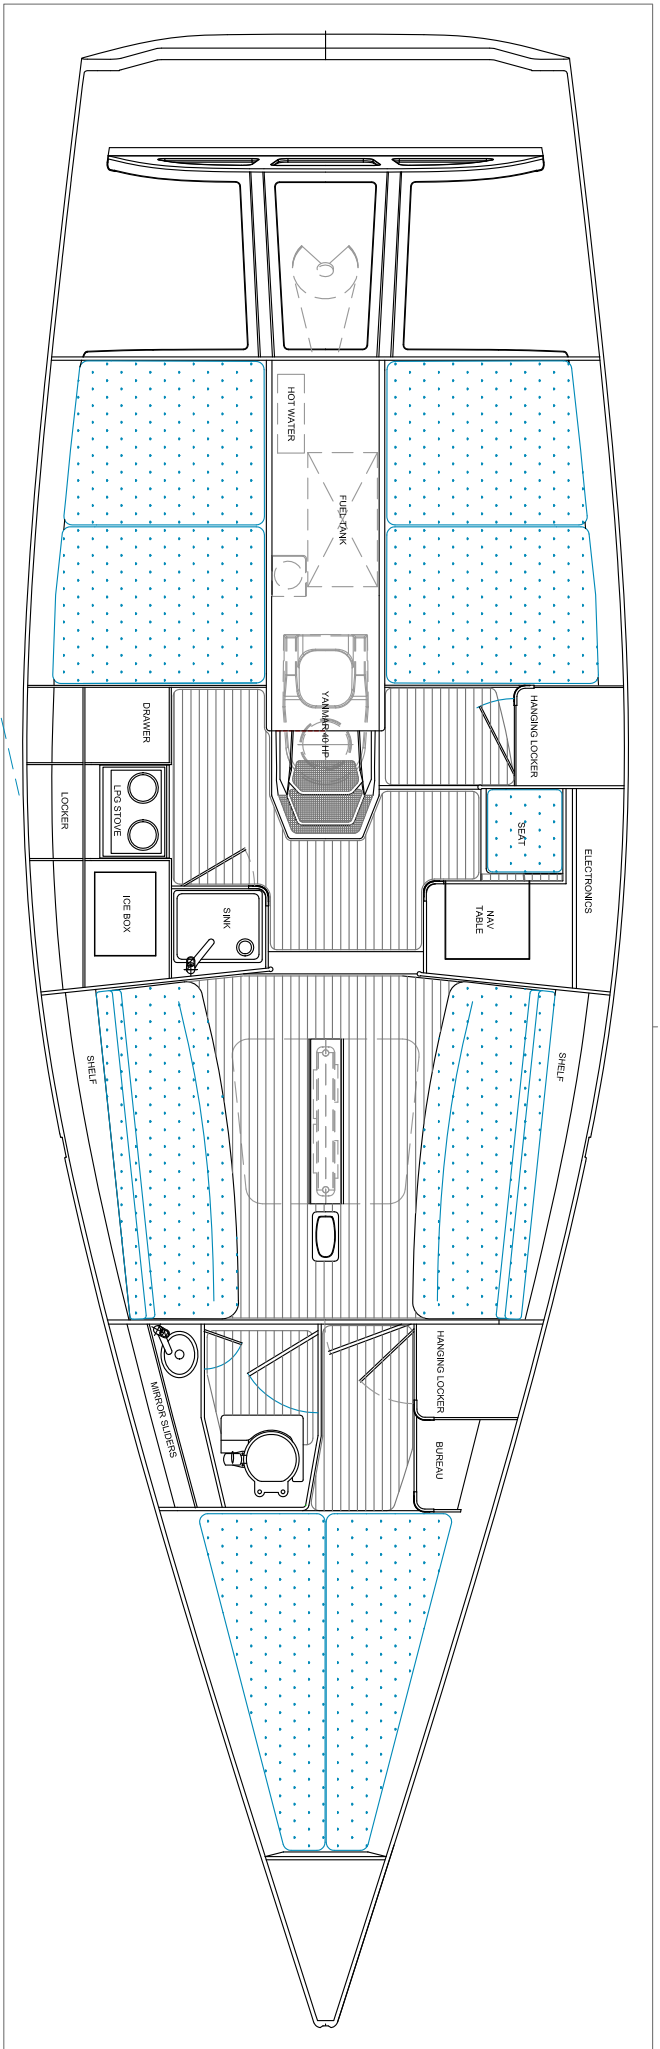 HOT WATER
FUEL TANK
YANMAR 40 HP
DRAWER
HANGING LOCKER
LOCKER
LPG STOVE
SEAT
ELECTRONICS
ICE BOX
SINK
NAV
TABLE
SHELF
SHELF
HANGING LOCKER
MIRROR SLIDERS
BUREAU